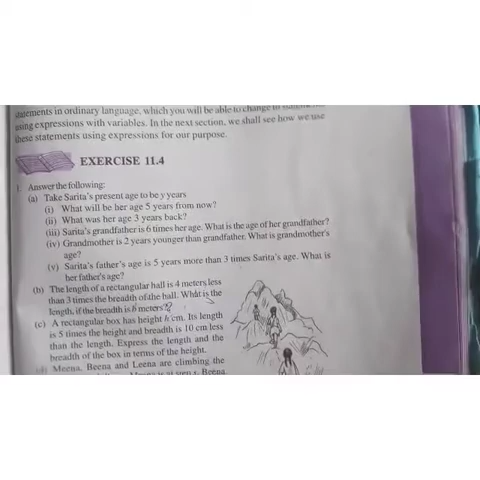 statements in ordinary language, which you will be able to change to
using expressions with variables. In the next section, we shall see how we use
these statements using expressions for our purpose.
EXERCISE 11.4
1. Answer the following:
(a) Take Sarita's present age to be y years
(i) What will be her age 5 years from now?
(ii) What was her age 3 years back?
(iii) Sarita's grandfather is 6 times her age. What is the age of her grandfather?
(iv) Grandmother is 2 years younger than grandfather. What is grandmother's
age?
(v) Sarita's father's age is 5 years more than 3 times Sarita's age. What is
her father's age?
(b) The length of a rectangular hall is 4 meters less
than 3 times the breadth of the hall. What is the
length, if the breadth is b meters?
(c) A rectangular box has height h cm. Its length
is 5 times the height and breadth is 10 cm less
than the length. Express the length and the
breadth of the box in terms of the height.
(d) Meena, Beena and Leena are climbing the
Meena is at step s, Beena